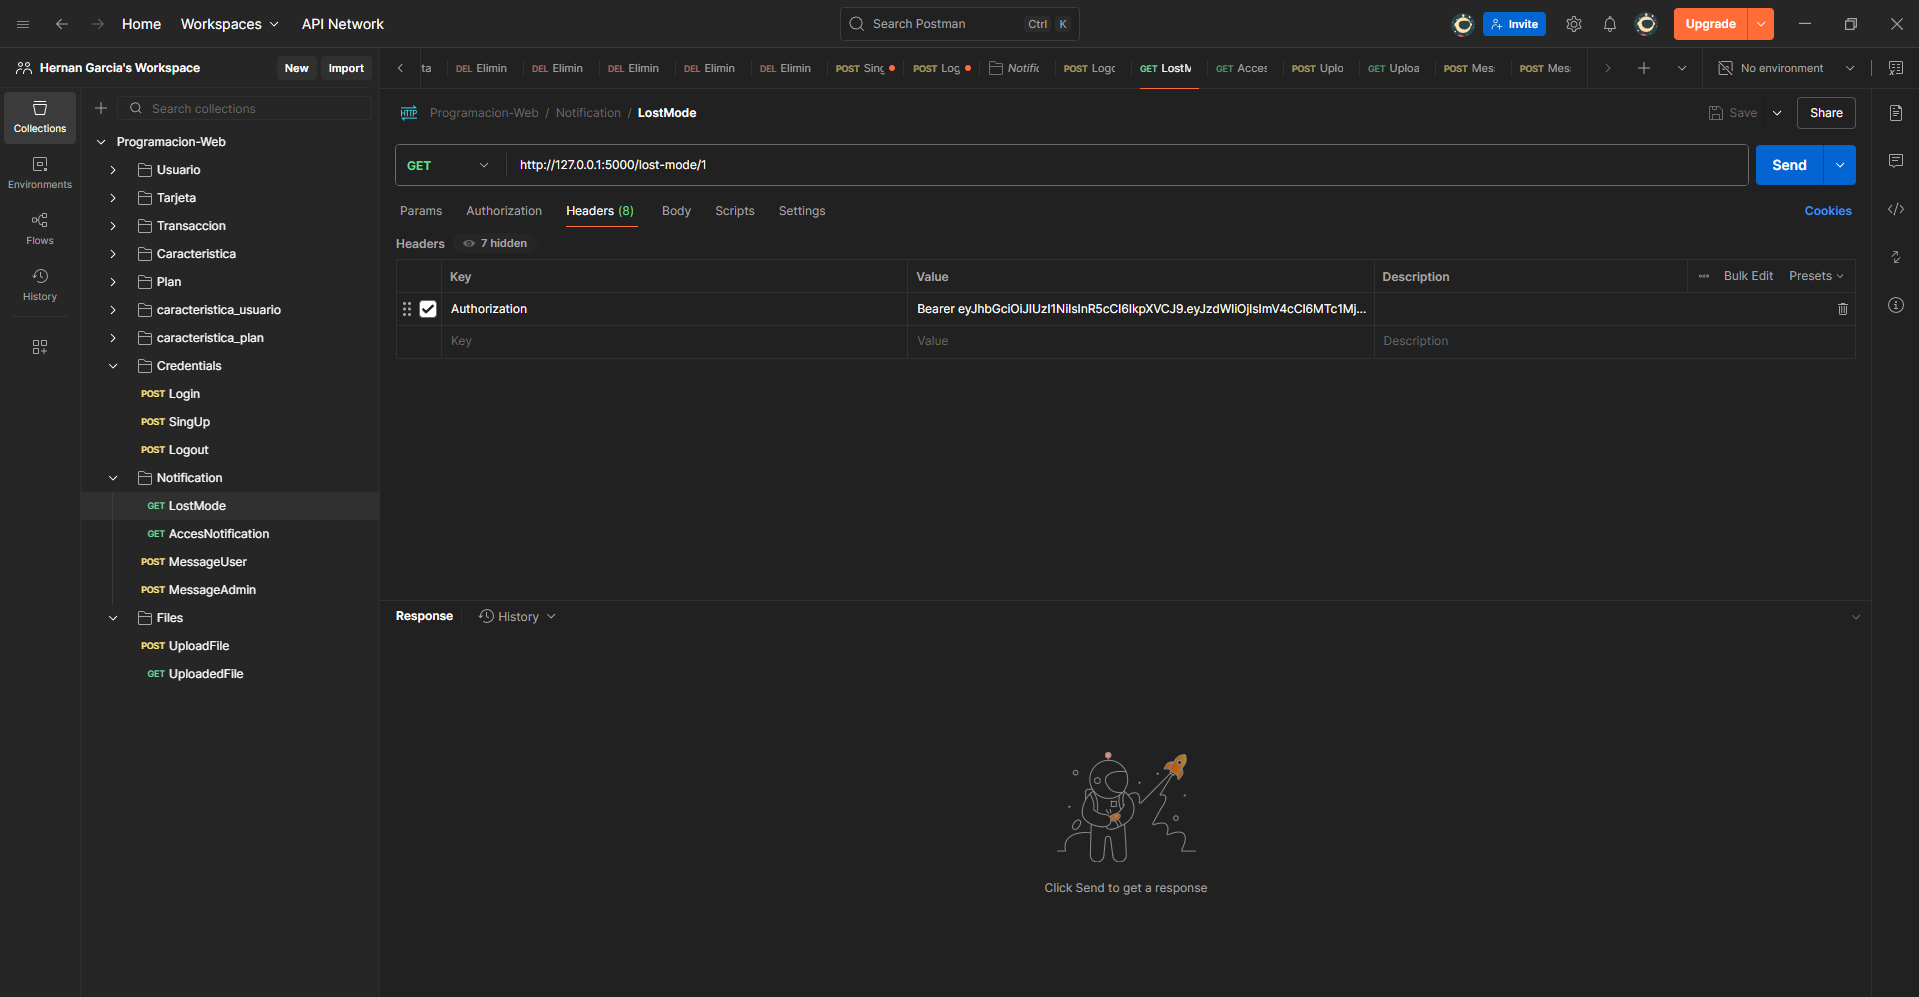 Home Workspaces API Network Search Postman Ctrl K Invite Upgrade
Hernan Garcia's Workspace New Import
ta DEL Elimin DEL Elimin DEL Elimin DEL Elimin DEL Elimin POST Sing POST Log Notific POST Logo GET LostM GET Acces POST Uplo GET Uploa POST Mess POST Mess No environment
Collections
Environments
Flows
History
Search collections
Programacion-Web
Usuario
Tarjeta
Transaccion
Caracteristica
Plan
caracteristica_usuario
caracteristica_plan
Credentials
POST Login
POST SingUp
POST Logout
Notification
GET LostMode
GET AccesNotification
POST MessageUser
POST MessageAdmin
Files
POST UploadFile
GET UploadedFile
HTTP Programacion-Web / Notification / LostMode Save Share
GET http://127.0.0.1:5000/lost-mode/1 Send
Params Authorization Headers (8) Body Scripts Settings Cookies
Headers 7 hidden
Key Value Description Bulk Edit Presets
Authorization Bearer eyJhbGciOiJIUzI1NiIsInR5cCI6IkpXVCJ9.eyJzdWIiOjIsImV4cCI6MTc1Mj...
Key Value Description
Response History
Click Send to get a response